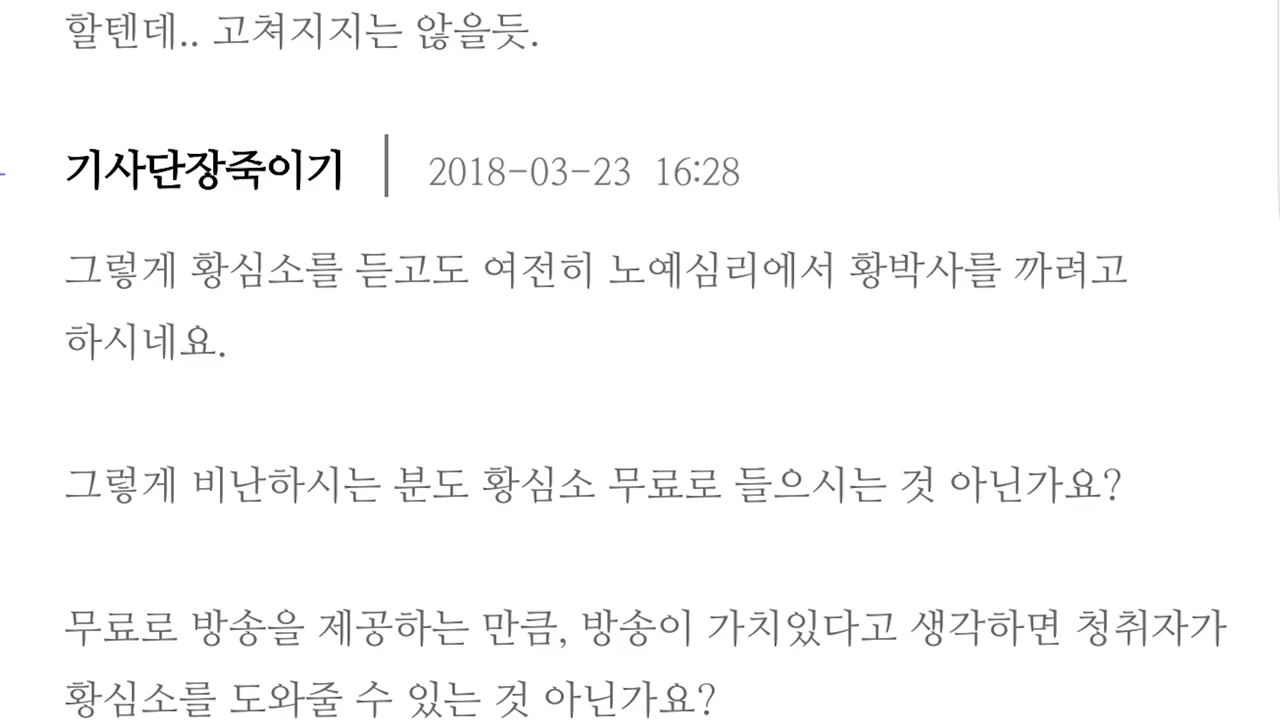 할텐데.. 고쳐지지는 않을듯.
기사단장죽이기 2018-03-23 16:28
그렇게 황심소를 듣고도 여전히 노예심리에서 황박사를 까려고
하시네요.
그렇게 비난하시는 분도 황심소 무료로 들으시는 것 아닌가요?
무료로 방송을 제공하는 만큼, 방송이 가치있다고 생각하면 청취자가
황심소를 도와줄 수 있는 것 아닌가요?